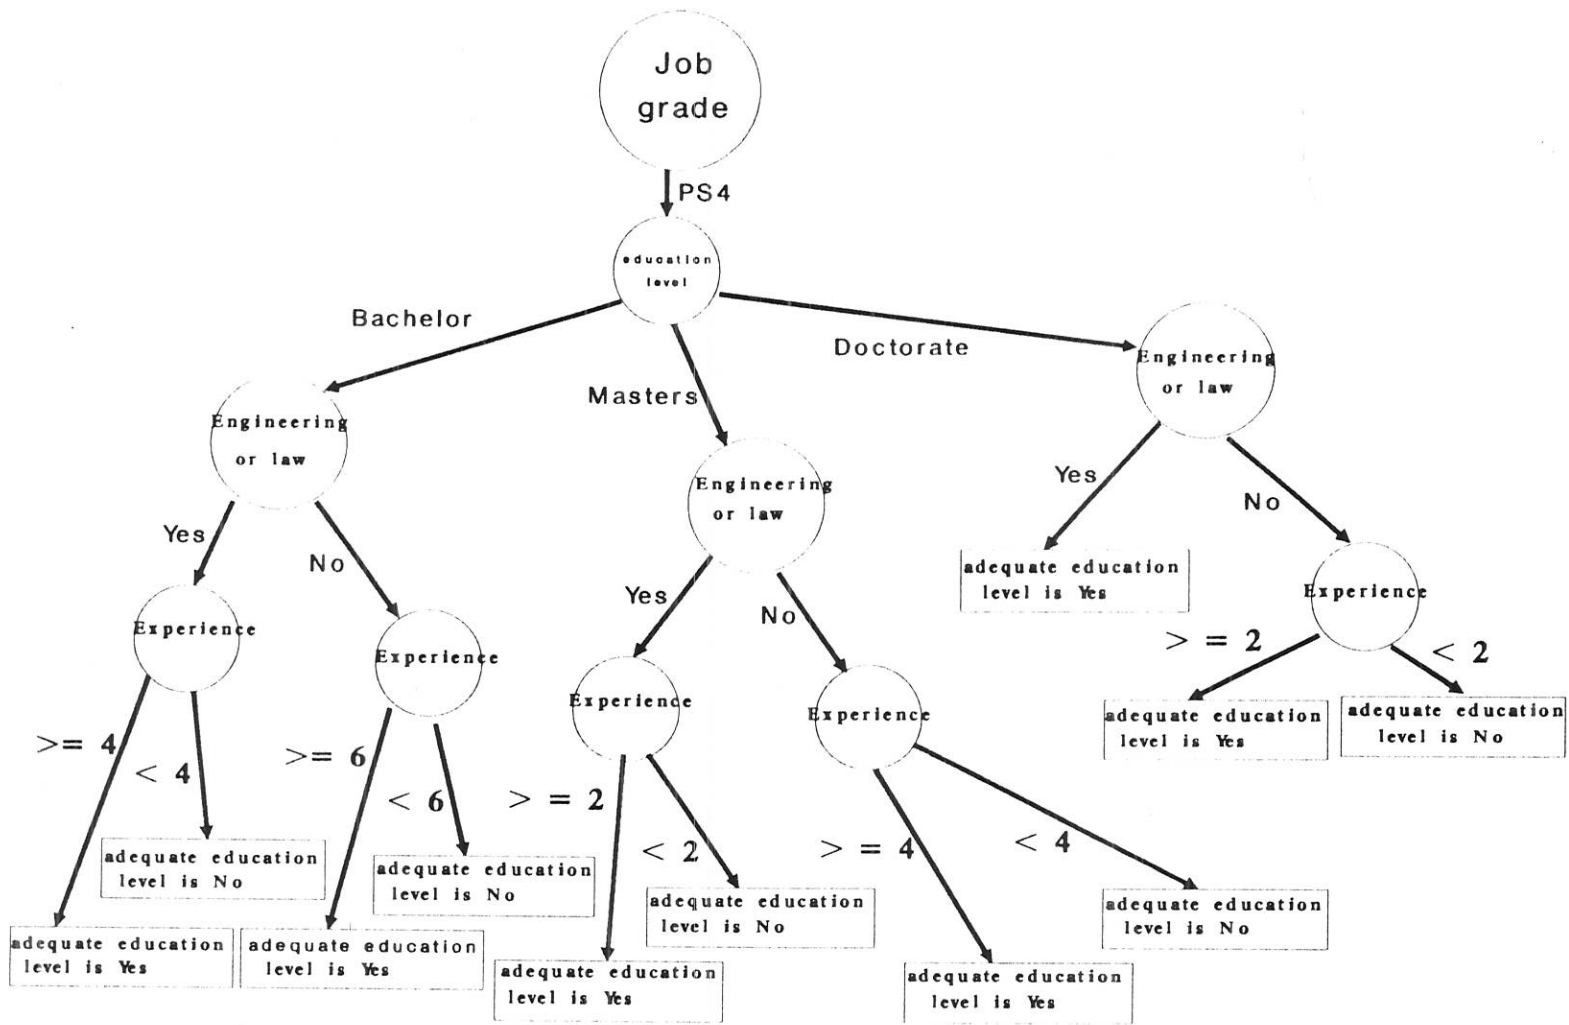 Job
grade
PS4
education
level
Bachelor
Masters
Doctorate
Engineering
or law
Yes
No
Engineering
or law
Yes
No
Engineering
or law
Yes
No
Experience
>= 4
< 4
Experience
>= 6
< 6
Experience
> = 2
< 2
Experience
> = 4
< 4
adequate education
level is Yes
Experience
> = 2
< 2
adequate education
level is Yes
adequate education
level is No
adequate education
level is No
adequate education
level is No
adequate education
level is No
adequate education
level is No
adequate education
level is Yes
adequate education
level is Yes
adequate education
level is Yes
adequate education
level is Yes